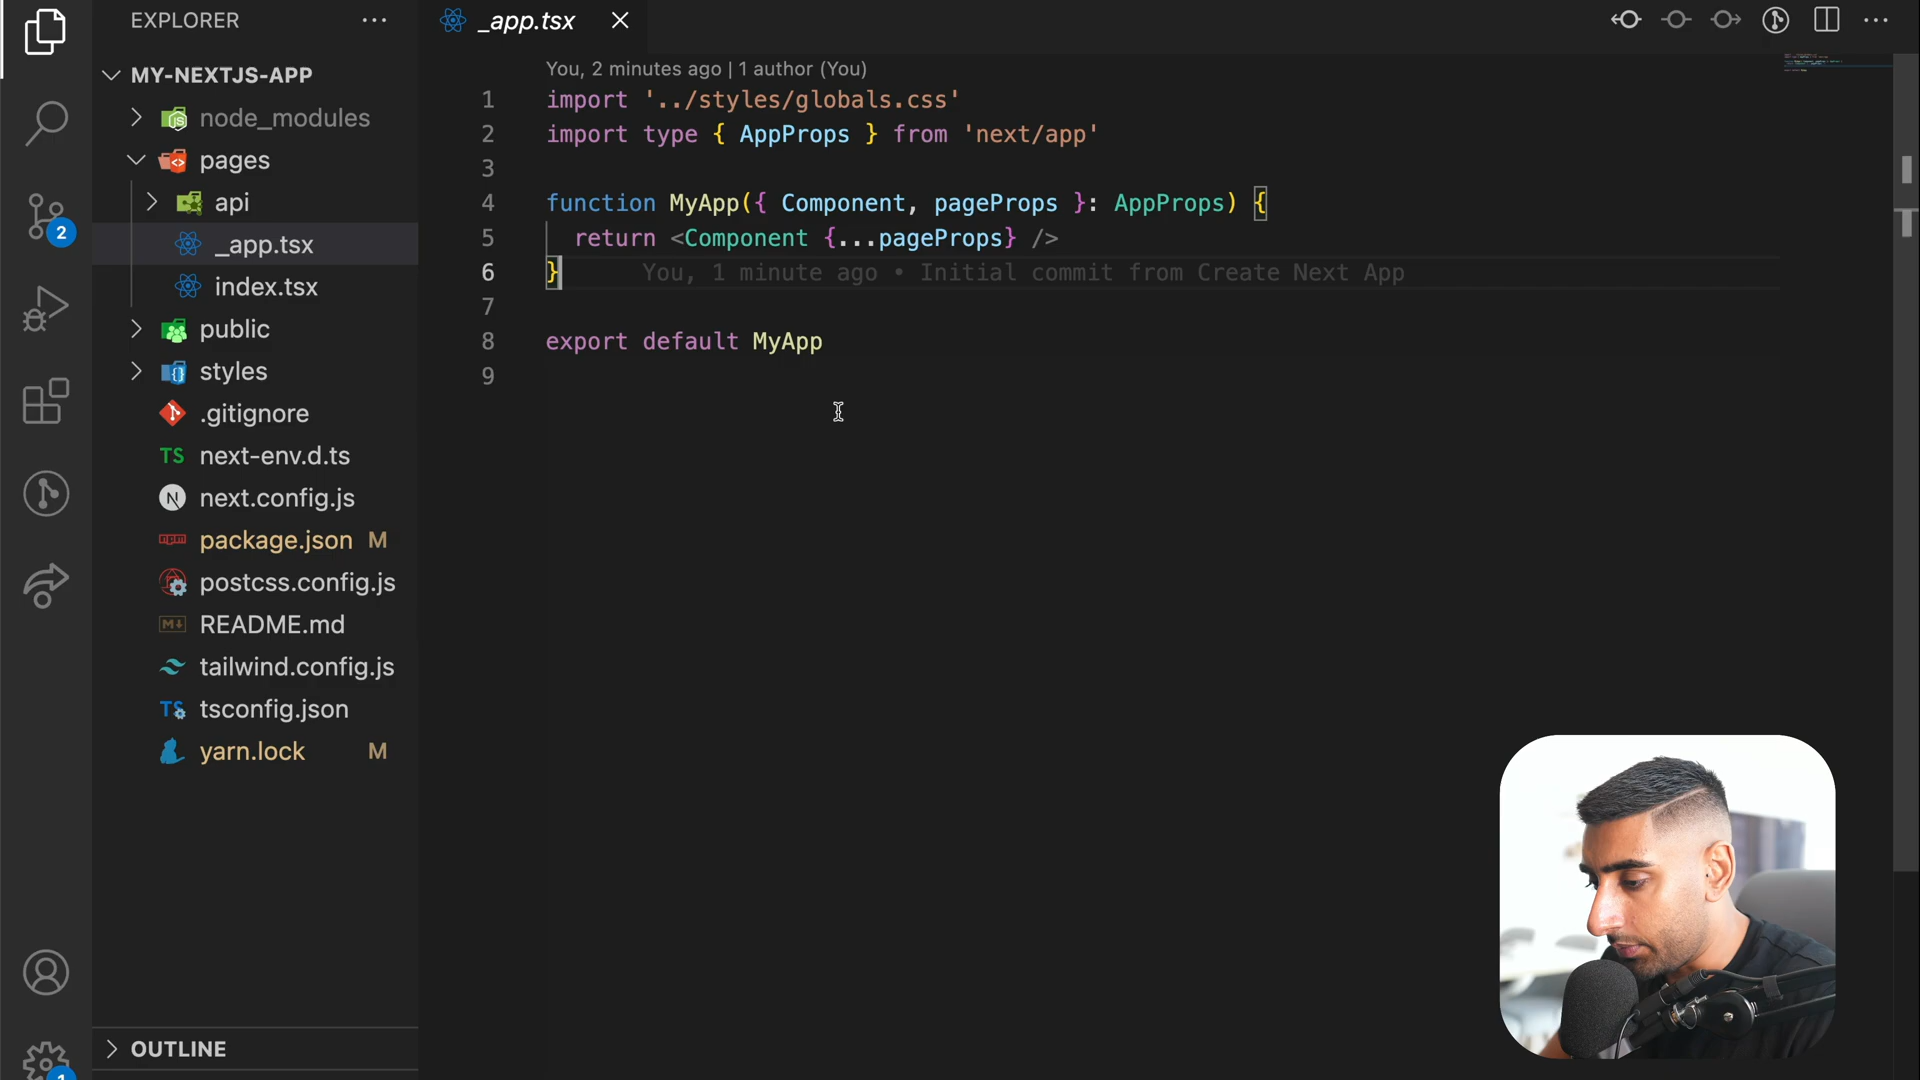 EXPLORER
MY-NEXTJS-APP
node_modules
pages
api
_app.tsx
index.tsx
public
styles
.gitignore
TS next-env.d.ts
N next.config.js
package.json M
postcss.config.js
M↓ README.md
tailwind.config.js
TS tsconfig.json
yarn.lock M
OUTLINE
2
1
_app.tsx
You, 2 minutes ago | 1 author (You)
1 import '../styles/globals.css'
2 import type { AppProps } from 'next/app'
3
4 function MyApp({ Component, pageProps }: AppProps) {
5 return <Component {...pageProps} />
6 } You, 1 minute ago • Initial commit from Create Next App
7
8 export default MyApp
9